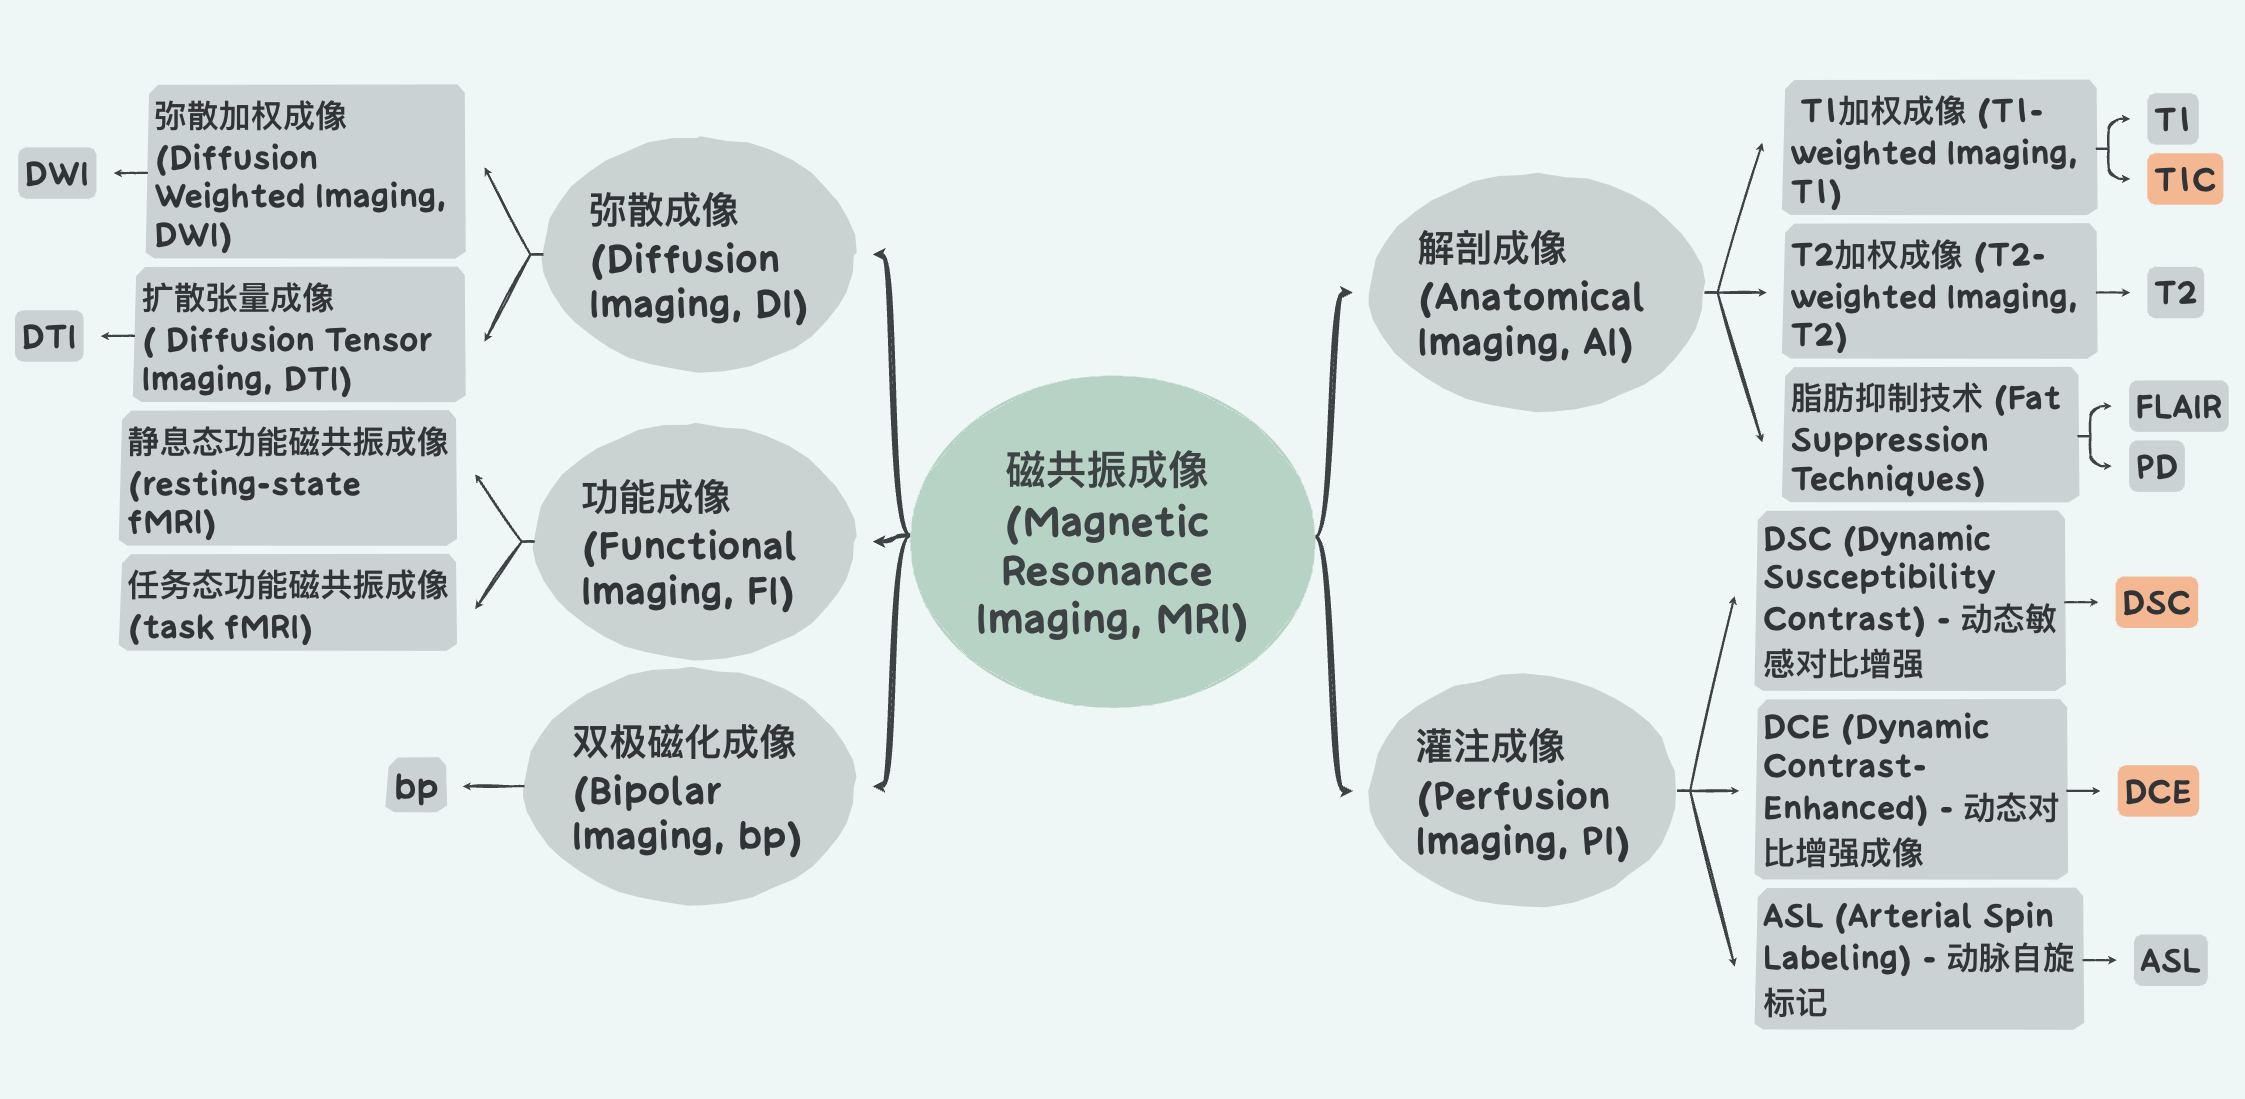 弥散加权成像
(Diffusion
Weighted Imaging,
DWI)
DWI
扩散张量成像
( Diffusion Tensor
Imaging, DTI)
DTI
弥散成像
(Diffusion
Imaging, DI)
静息态功能磁共振成像
(resting-state
fMRI)
任务态功能磁共振成像
(task fMRI)
功能成像
(Functional
Imaging, FI)
双极磁化成像
(Bipolar
Imaging, bp)
bp
磁共振成像
(Magnetic
Resonance
Imaging, MRI)
解剖成像
(Anatomical
Imaging, AI)
T1加权成像 (T1-
weighted Imaging,
T1)
T1
T1C
T2加权成像 (T2-
weighted Imaging,
T2)
T2
脂肪抑制技术 (Fat
Suppression
Techniques)
FLAIR
PD
灌注成像
(Perfusion
Imaging, PI)
DSC (Dynamic
Susceptibility
Contrast) - 动态敏
感对比增强
DSC
DCE (Dynamic
Contrast-
Enhanced) - 动态对
比增强成像
DCE
ASL (Arterial Spin
Labeling) - 动脉自旋
标记
ASL